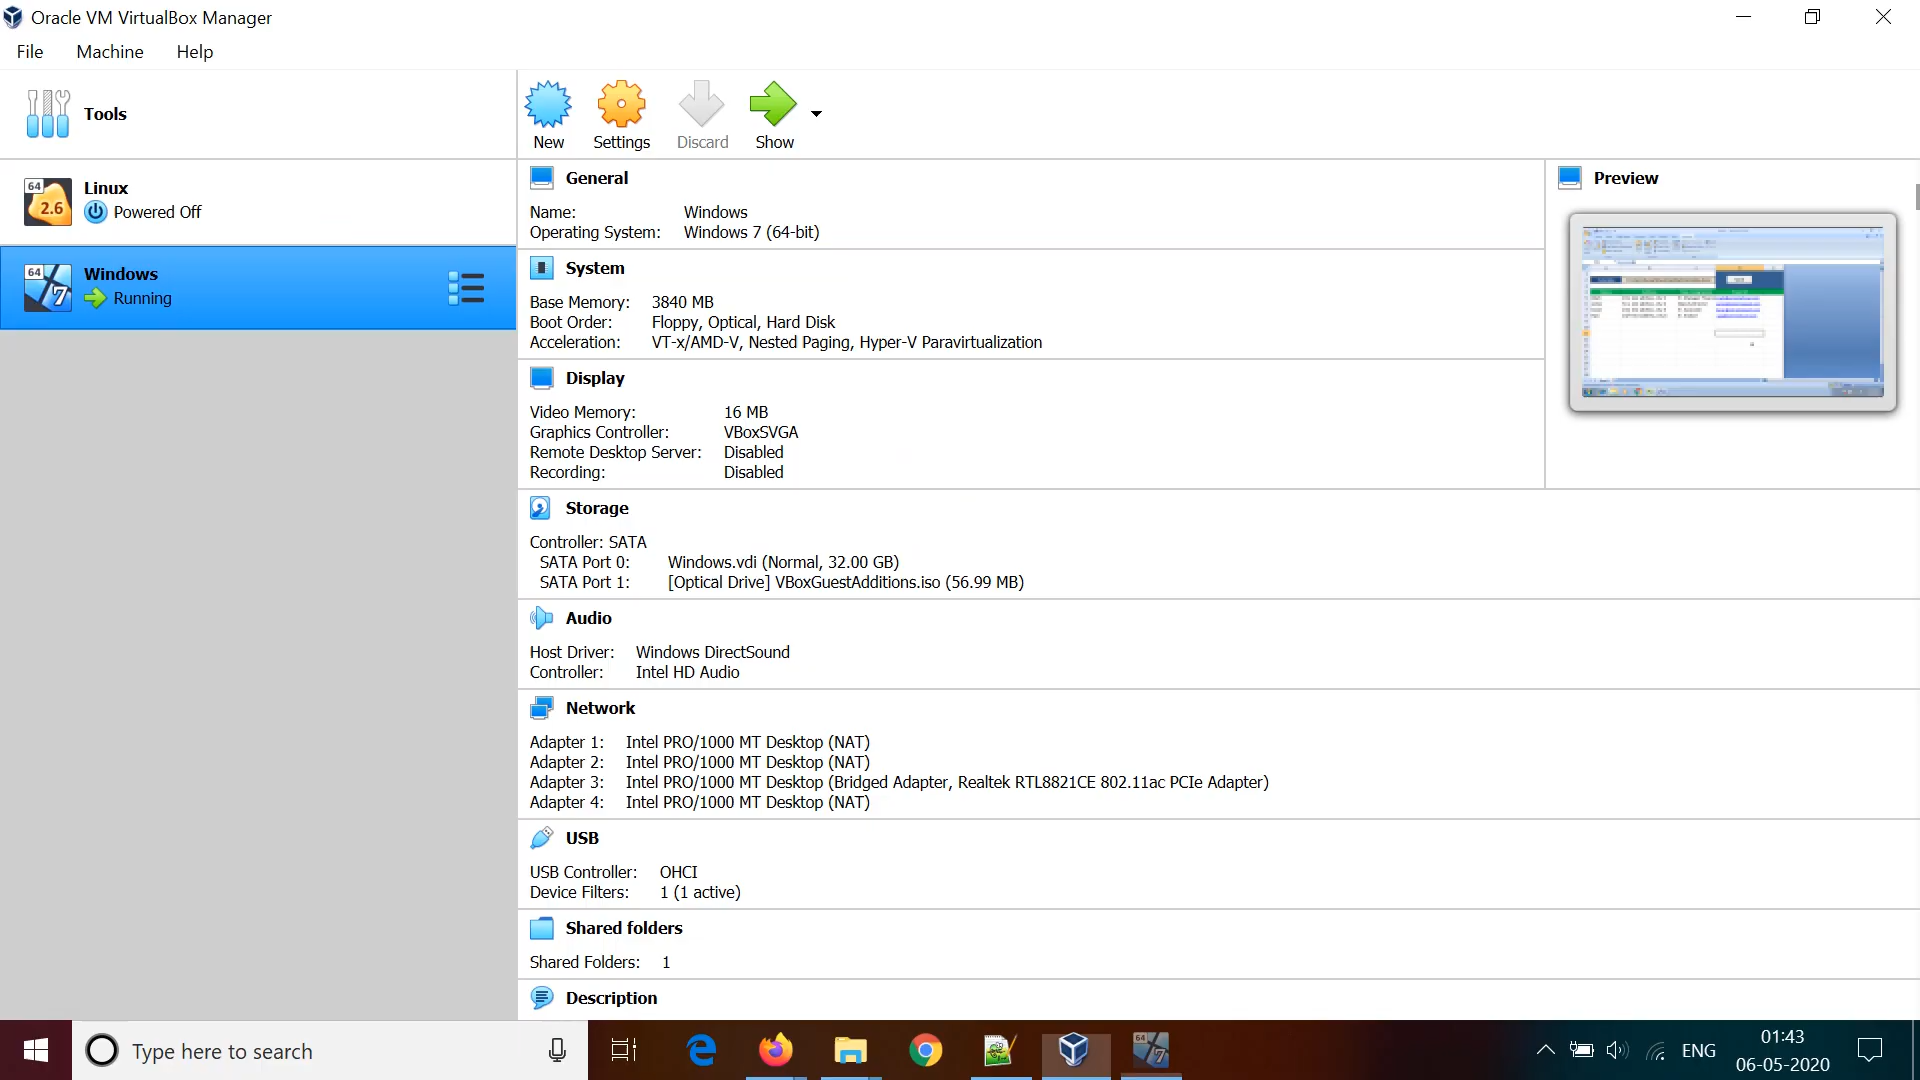 Oracle VM VirtualBox Manager
File Machine Help
Tools
New Settings Discard Show
64 2.6 Linux
Powered Off
64 7 Windows
Running
General
Name: Windows
Operating System: Windows 7 (64-bit)
System
Base Memory: 3840 MB
Boot Order: Floppy, Optical, Hard Disk
Acceleration: VT-x/AMD-V, Nested Paging, Hyper-V Paravirtualization
Display
Video Memory: 16 MB
Graphics Controller: VBoxSVGA
Remote Desktop Server: Disabled
Recording: Disabled
Preview
Storage
Controller: SATA
SATA Port 0: Windows.vdi (Normal, 32.00 GB)
SATA Port 1: [Optical Drive] VBoxGuestAdditions.iso (56.99 MB)
Audio
Host Driver: Windows DirectSound
Controller: Intel HD Audio
Network
Adapter 1: Intel PRO/1000 MT Desktop (NAT)
Adapter 2: Intel PRO/1000 MT Desktop (NAT)
Adapter 3: Intel PRO/1000 MT Desktop (Bridged Adapter, Realtek RTL8821CE 802.11ac PCIe Adapter)
Adapter 4: Intel PRO/1000 MT Desktop (NAT)
USB
USB Controller: OHCI
Device Filters: 1 (1 active)
Shared folders
Shared Folders: 1
Description
Type here to search
64 7
ENG
01:43
06-05-2020